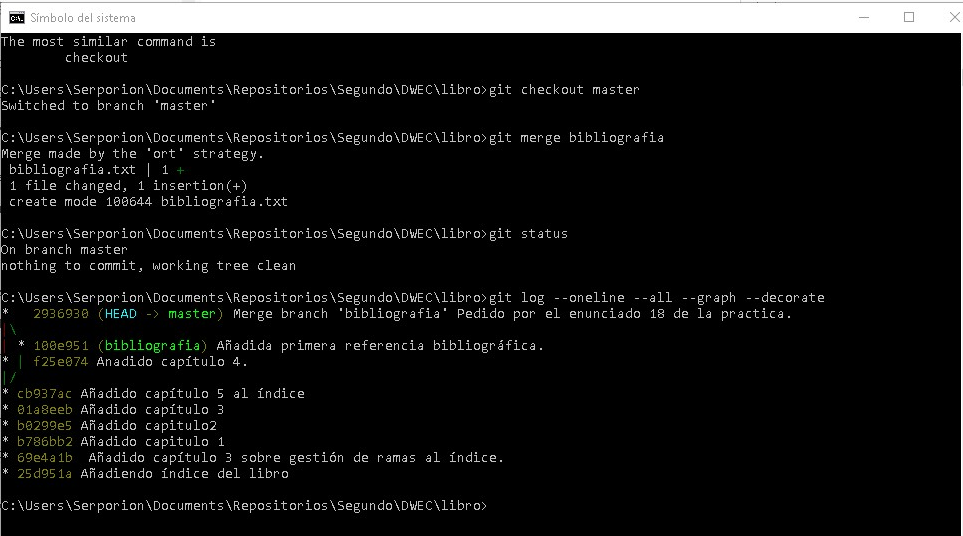 Símbolo del sistema
The most similar command is
        checkout
C:\Users\Serporion\Documents\Repositorios\Segundo\DWEC\libro>git checkout master
Switched to branch 'master'
C:\Users\Serporion\Documents\Repositorios\Segundo\DWEC\libro>git merge bibliografia
Merge made by the 'ort' strategy.
 bibliografia.txt | 1 +
 1 file changed, 1 insertion(+)
 create mode 100644 bibliografia.txt
C:\Users\Serporion\Documents\Repositorios\Segundo\DWEC\libro>git status
On branch master
nothing to commit, working tree clean
C:\Users\Serporion\Documents\Repositorios\Segundo\DWEC\libro>git log --oneline --all --graph --decorate
*   2936930 (HEAD -> master) Merge branch 'bibliografia' Pedido por el enunciado 18 de la practica.
|\
| * 100e951 (bibliografia) Añadida primera referencia bibliográfica.
* | f25e074 Anadido capítulo 4.
|/
* cb937ac Añadido capítulo 5 al índice
* 01a8eeb Añadido capítulo 3
* b0299e5 Añadido capitulo2
* b786bb2 Añadido capitulo 1
* 69e4a1b  Añadido capítulo 3 sobre gestión de ramas al índice.
* 25d951a Añadiendo índice del libro
C:\Users\Serporion\Documents\Repositorios\Segundo\DWEC\libro>